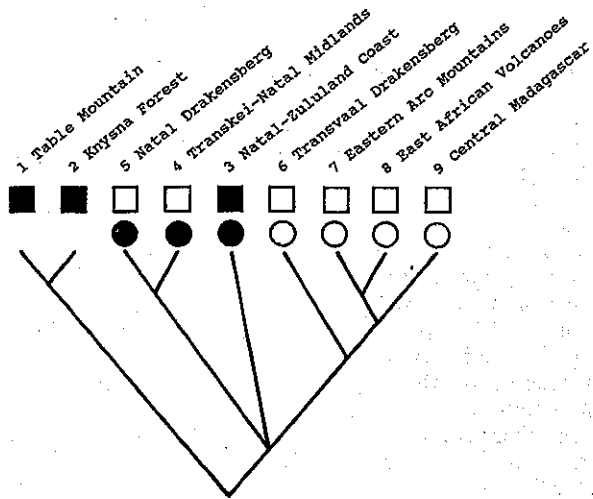 1 Table Mountain
2 Knysna Forest
5 Natal Drakensberg
4 Transkei-Natal Midlands
3 Natal-Zululand Coast
6 Transvaal Drakensberg
7 Eastern Arc Mountains
8 East African Volcanoes
9 Central Madagascar